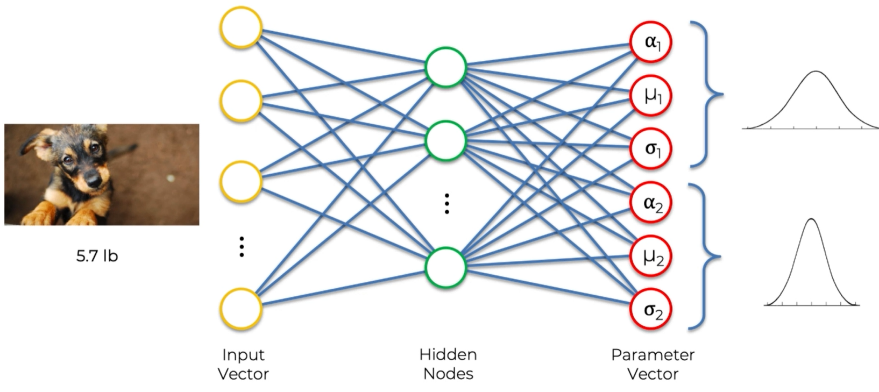 α1
μ1
σ1
α2
μ2
σ2
5.7 lb
Input
Vector
Hidden
Nodes
Parameter
Vector